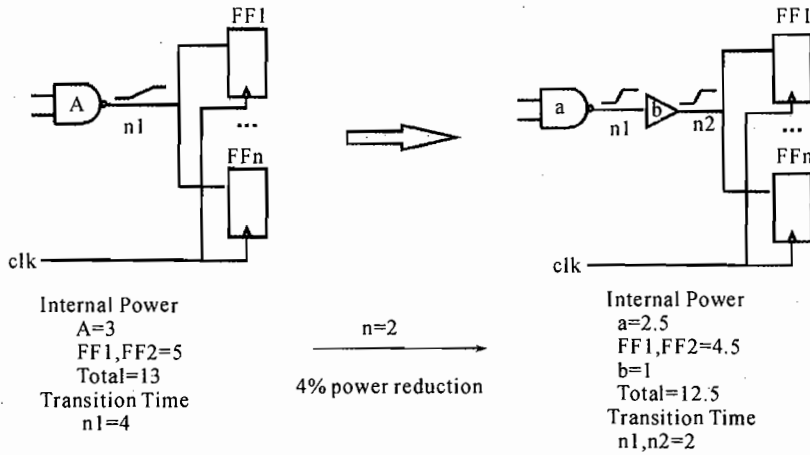 FF1
A
n1
...
FFn
clk
Internal Power
A=3
FF1,FF2=5
Total=13
Transition Time
n1=4
n=2
4% power reduction
FF1
a
n1
b
n2
...
FFn
clk
Internal Power
a=2.5
FF1,FF2=4.5
b=1
Total=12.5
Transition Time
n1,n2=2